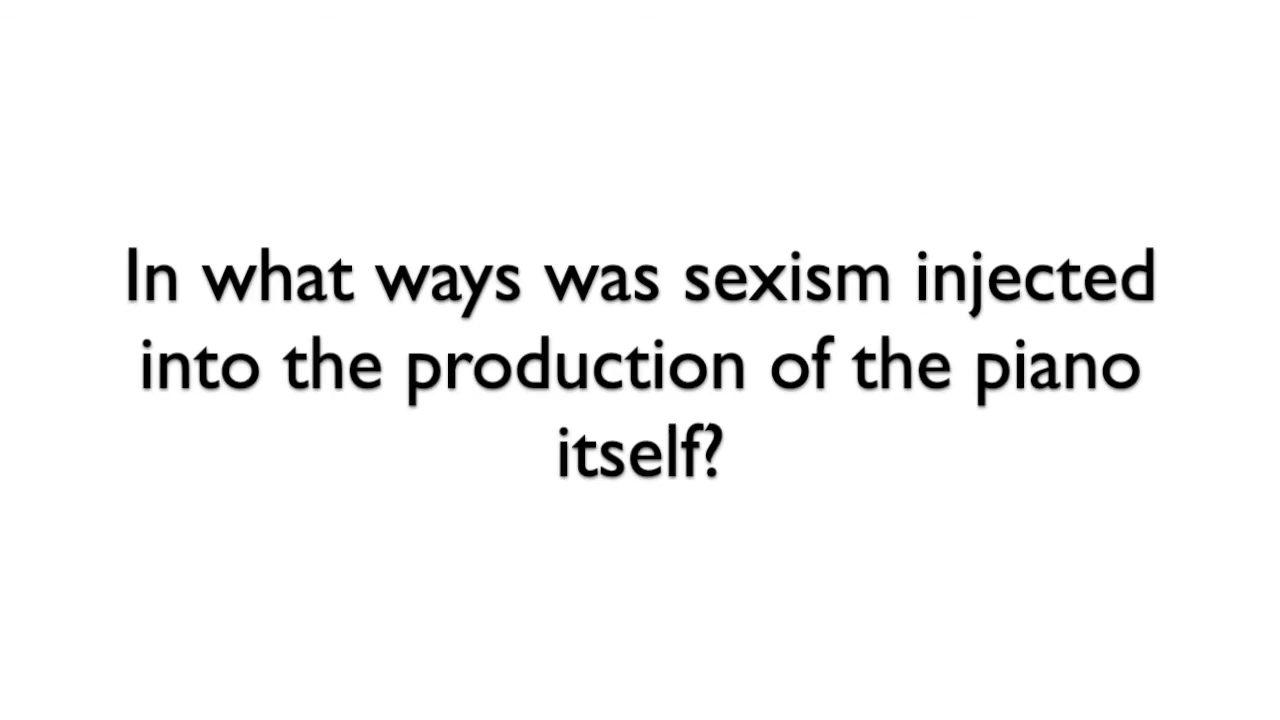 In what ways was sexism injected
into the production of the piano
itself?